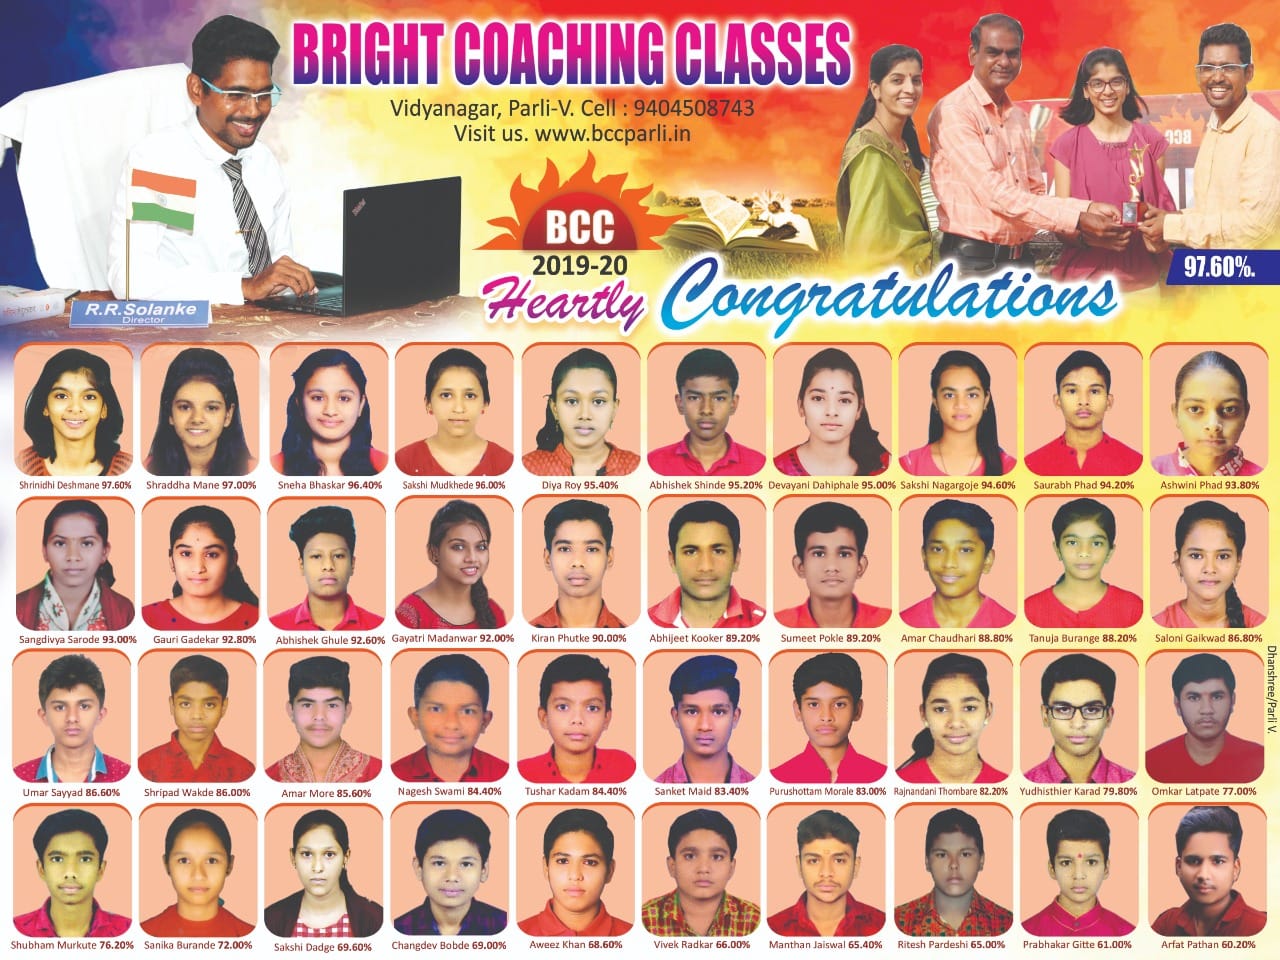 BRIGHT COACHING CLASSES
Vidyanagar, Parli-V. Cell : 9404508743
Visit us. www.bccparli.in
BCC
2019-20
Heartly Congratulations
R.R.Solanke
Director
ThinkPad
BCC
97.60%.
Shrinidhi Deshmane 97.60% Shraddha Mane 97.00% Sneha Bhaskar 96.40% Sakshi Mudkhede 96.00% Diya Roy 95.40% Abhishek Shinde 95.20% Devayani Dahiphale 95.00% Sakshi Nagargoje 94.60% Saurabh Phad 94.20% Ashwini Phad 93.80%
Sangdivya Sarode 93.00% Gauri Gadekar 92.80% Abhishek Ghule 92.60% Gayatri Madanwar 92.00% Kiran Phutke 90.00% Abhijeet Kooker 89.20% Sumeet Pokle 89.20% Amar Chaudhari 88.80% Tanuja Burange 88.20% Saloni Gaikwad 86.80%
Dhanshree/Parli V.
Umar Sayyad 86.60% Shripad Wakde 86.00% Amar More 85.60% Nagesh Swami 84.40% Tushar Kadam 84.40% Sanket Maid 83.40% Purushottam Morale 83.00% Rajnandani Thombare 82.20% Yudhisthier Karad 79.80% Omkar Latpate 77.00%
Shubham Murkute 76.20% Sanika Burande 72.00% Sakshi Dadge 69.60% Changdev Bobde 69.00% Aweez Khan 68.60% Vivek Radkar 66.00% Manthan Jaiswal 65.40% Ritesh Pardeshi 65.00% Prabhakar Gitte 61.00% Arfat Pathan 60.20%